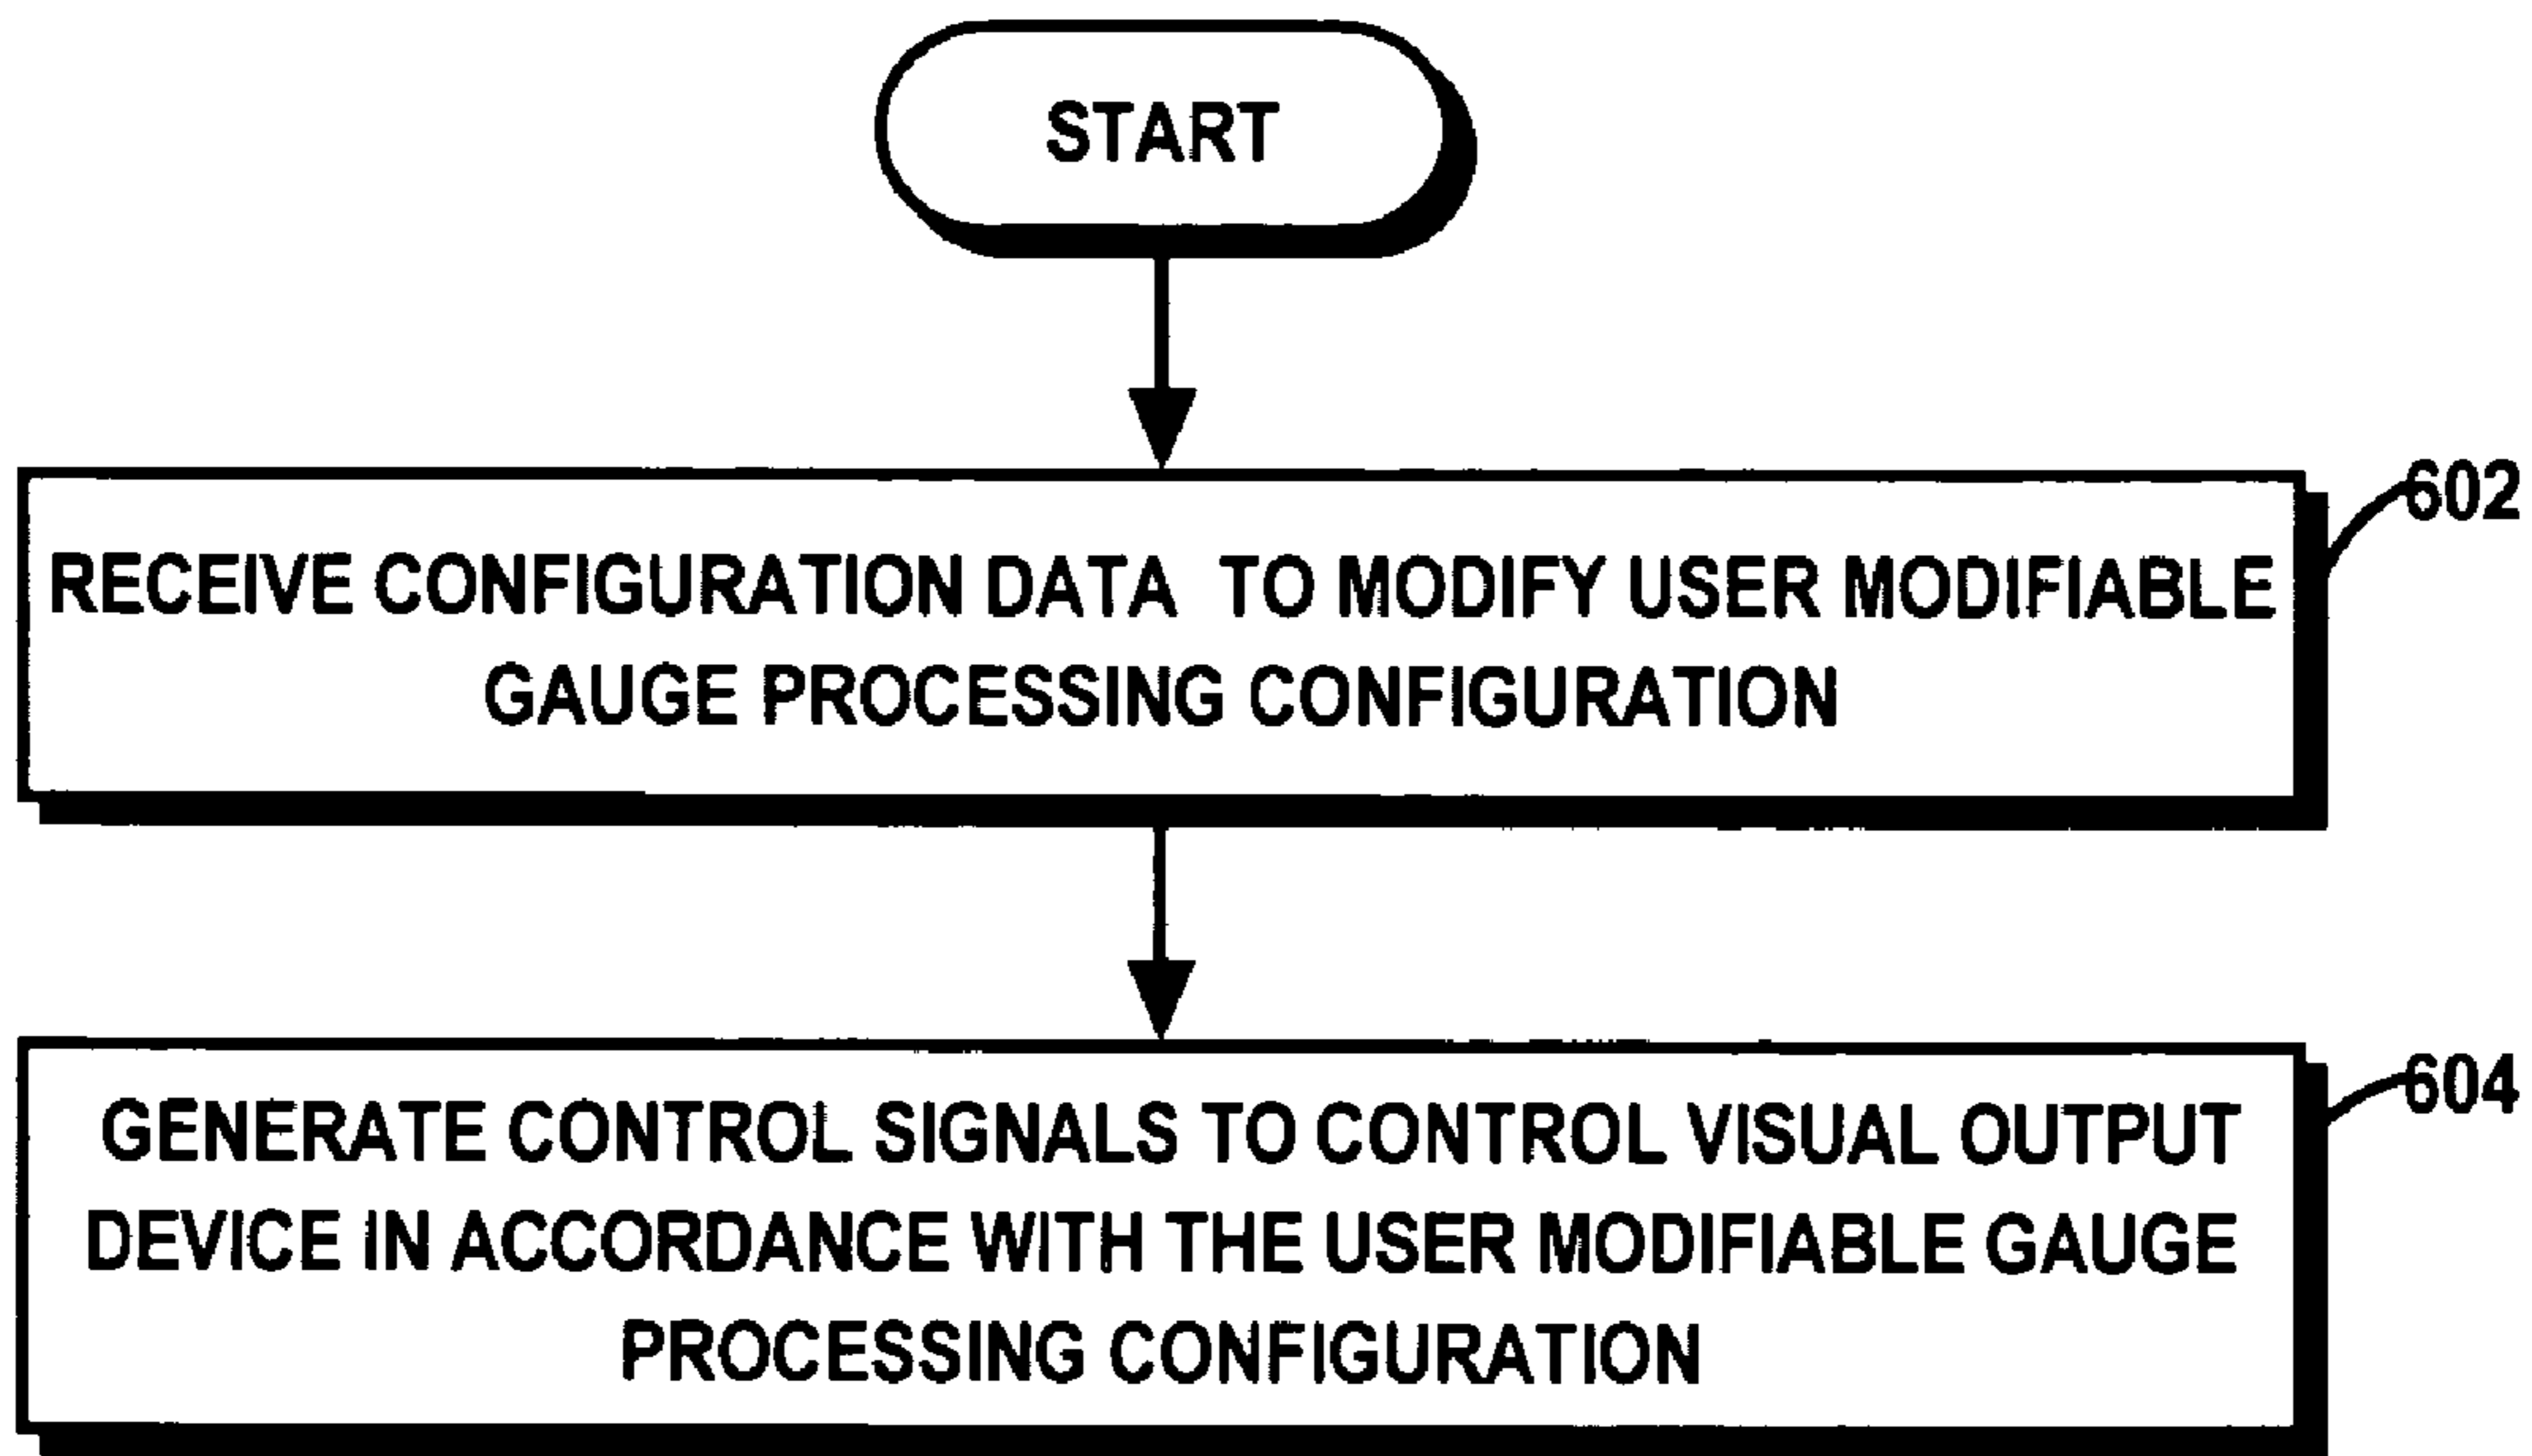 START
602
RECEIVE CONFIGURATION DATA TO MODIFY USER MODIFIABLE
GAUGE PROCESSING CONFIGURATION
604
GENERATE CONTROL SIGNALS TO CONTROL VISUAL OUTPUT
DEVICE IN ACCORDANCE WITH THE USER MODIFIABLE GAUGE
PROCESSING CONFIGURATION